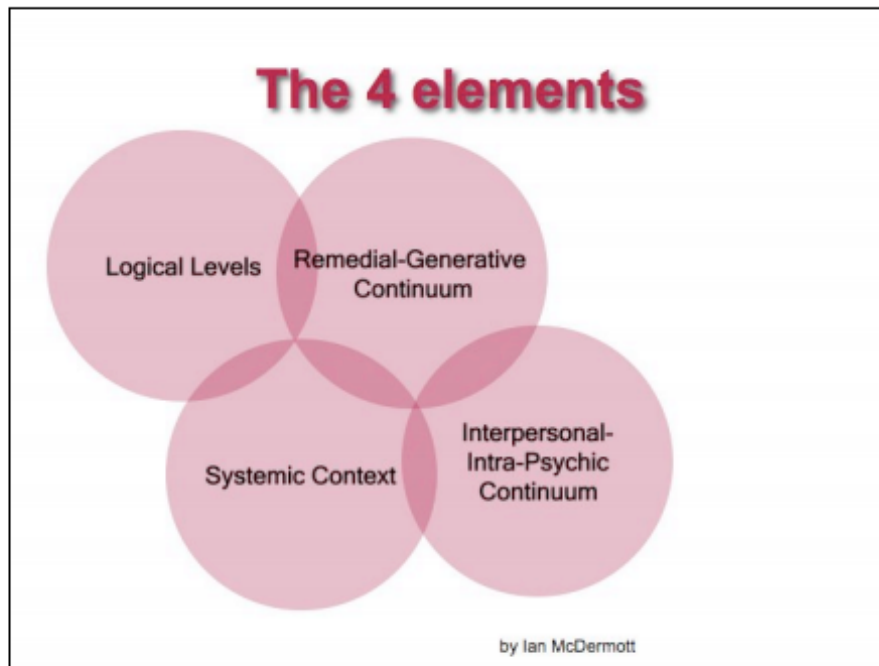 The 4 elements
Logical Levels
Remedial-Generative
Continuum
Systemic Context
Interpersonal-
Intra-Psychic
Continuum
by Ian McDermott